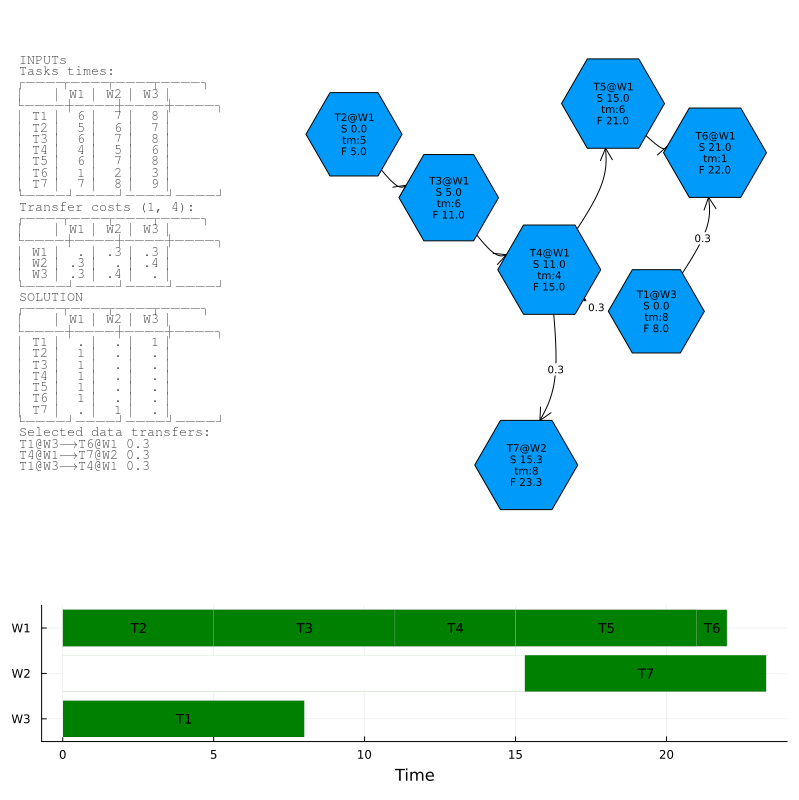 INPUTs
Tasks times:
W1 | W2 | W3 |
T1 | 6 | 7 | 8 |
T2 | 5 | 6 | 7 |
T3 | 6 | 7 | 8 |
T4 | 4 | 5 | 6 |
T5 | 6 | 7 | 8 |
T6 | 1 | 2 | 3 |
T7 | 7 | 8 | 9 |
Transfer costs (1, 4):
W1 | W2 | W3 |
W1 | . | .3 | .3 |
W2 | .3 | . | .4 |
W3 | .3 | .4 | . |
SOLUTION
W1 | W2 | W3 |
T1 | . | . | 1 |
T2 | 1 | . | . |
T3 | 1 | . | . |
T4 | 1 | . | . |
T5 | 1 | . | . |
T6 | 1 | . | . |
T7 | . | 1 | . |
Selected data transfers:
T1@W3→T6@W1 0.3
T4@W1→T7@W2 0.3
T1@W3→T4@W1 0.3
T2@W1
S 0.0
tm:5
F 5.0
T3@W1
S 5.0
tm:6
F 11.0
T5@W1
S 15.0
tm:6
F 21.0
T6@W1
S 21.0
tm:1
F 22.0
0.3
T4@W1
S 11.0
tm:4
F 15.0
0.3
T1@W3
S 0.0
tm:8
F 8.0
0.3
T7@W2
S 15.3
tm:8
F 23.3
W1 T2 T3 T4 T5 T6
W2 T7
W3 T1
0 5 10 15 20
Time